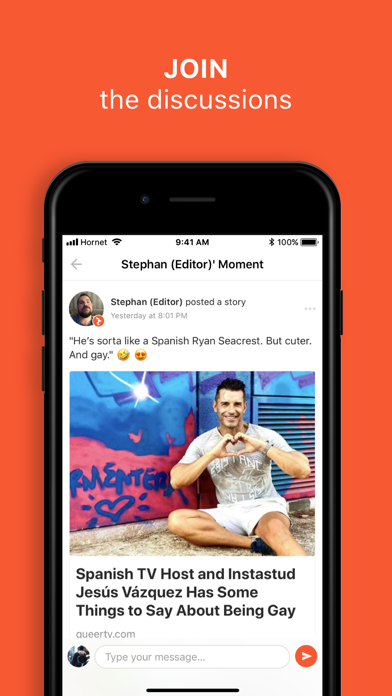 JOIN
the discussions
Hornet
9:41 AM
100%
Stephan (Editor)' Moment
Stephan (Editor) posted a story
Yesterday at 8:01 PM
"He's sorta like a Spanish Ryan Seacrest. But cuter.
And gay." 🤣 😍
RMENTER
Spanish TV Host and Instastud
Jesús Vázquez Has Some
Things to Say About Being Gay
queertv.com
Type your message...